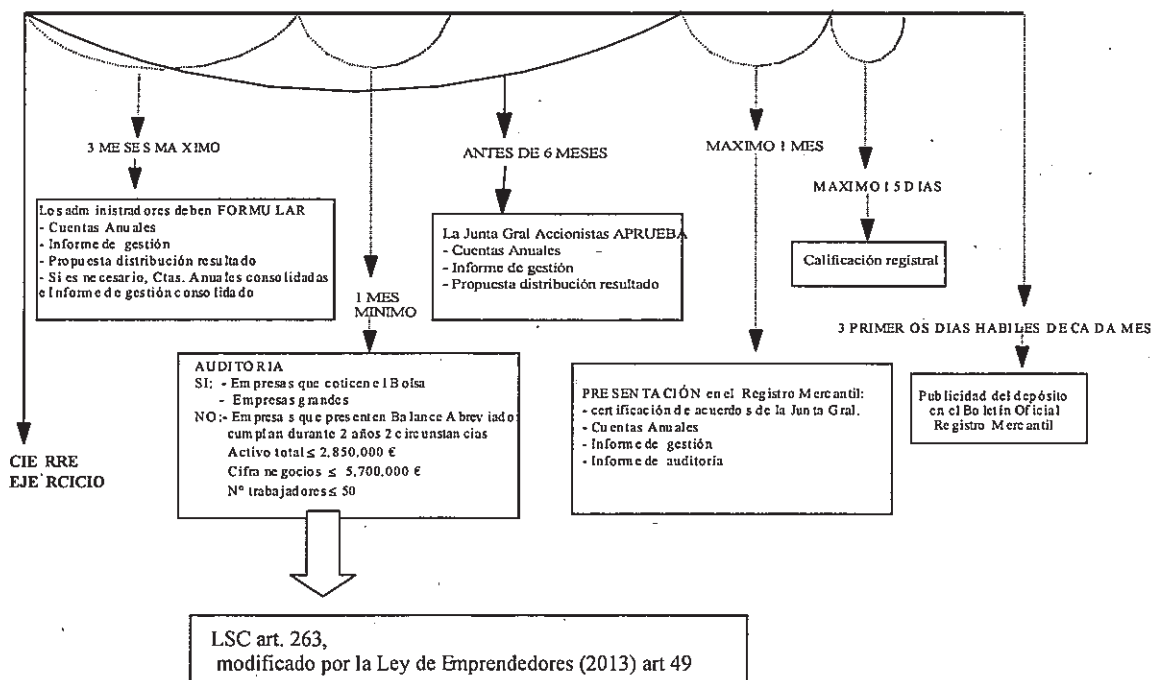 3 MESES MAXIMO
Los administradores deben FORMULAR
- Cuentas Anuales
- Informe de gestión
- Propuesta distribución resultado
- Si es necesario, Ctas. Anuales consolidadas
e Informe de gestión consolidado
ANTES DE 6 MESES
La Junta Gral Accionistas APRUEBA
- Cuentas Anuales
- Informe de gestión
- Propuesta distribución resultado
MAXIMO 1 MES
MAXIMO 15 DIAS
Calificación registral
1 MES
MINIMO
3 PRIMEROS DIAS HABILES DE CADA MES
AUDITORIA
SI: - Empresas que coticen el Bolsa
- Empresas grandes
NO: - Empresas que presenten Balance Abreviado:
cumplan durante 2 años 2 circunstancias
Activo total ≤ 2,850,000 €
Cifra negocios ≤ 5,700,000 €
Nº trabajadores ≤ 50
PRESENTACIÓN en el Registro Mercantil:
- certificación de acuerdos de la Junta Gral.
- Cuentas Anuales
- Informe de gestión
- Informe de auditoría
Publicidad del depósito
en el Boletín Oficial
Registro Mercantil
CIERRE
EJERCICIO
LSC art. 263,
modificado por la Ley de Emprendedores (2013) art 49